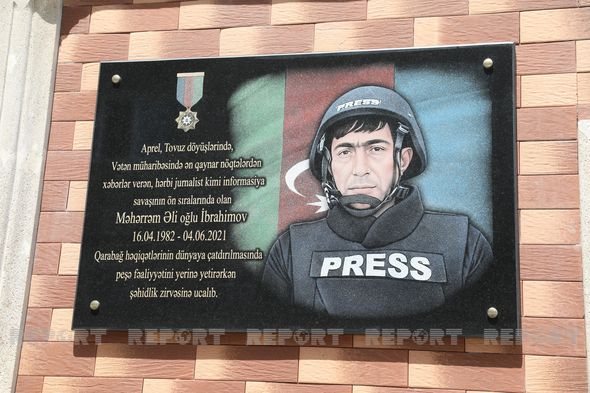 Aprel, Tovuz döyüşlərində,
Vətən müharibəsində ən qaynar nöqtələrdən
xəbərlər verən, hərbi jurnalist kimi informasiya
savaşının ön sıralarında olan
Məhərrəm Əli oğlu İbrahimov
16.04.1982 - 04.06.2021
Qarabağ həqiqətlərinin dünyaya çatdırılmasında
peşə fəaliyyətini yerinə yetirərkən
şəhidlik zirvəsinə ucalıb.
PRESS
PRESS
REPORT REPORT REPORT REPORT REPORT